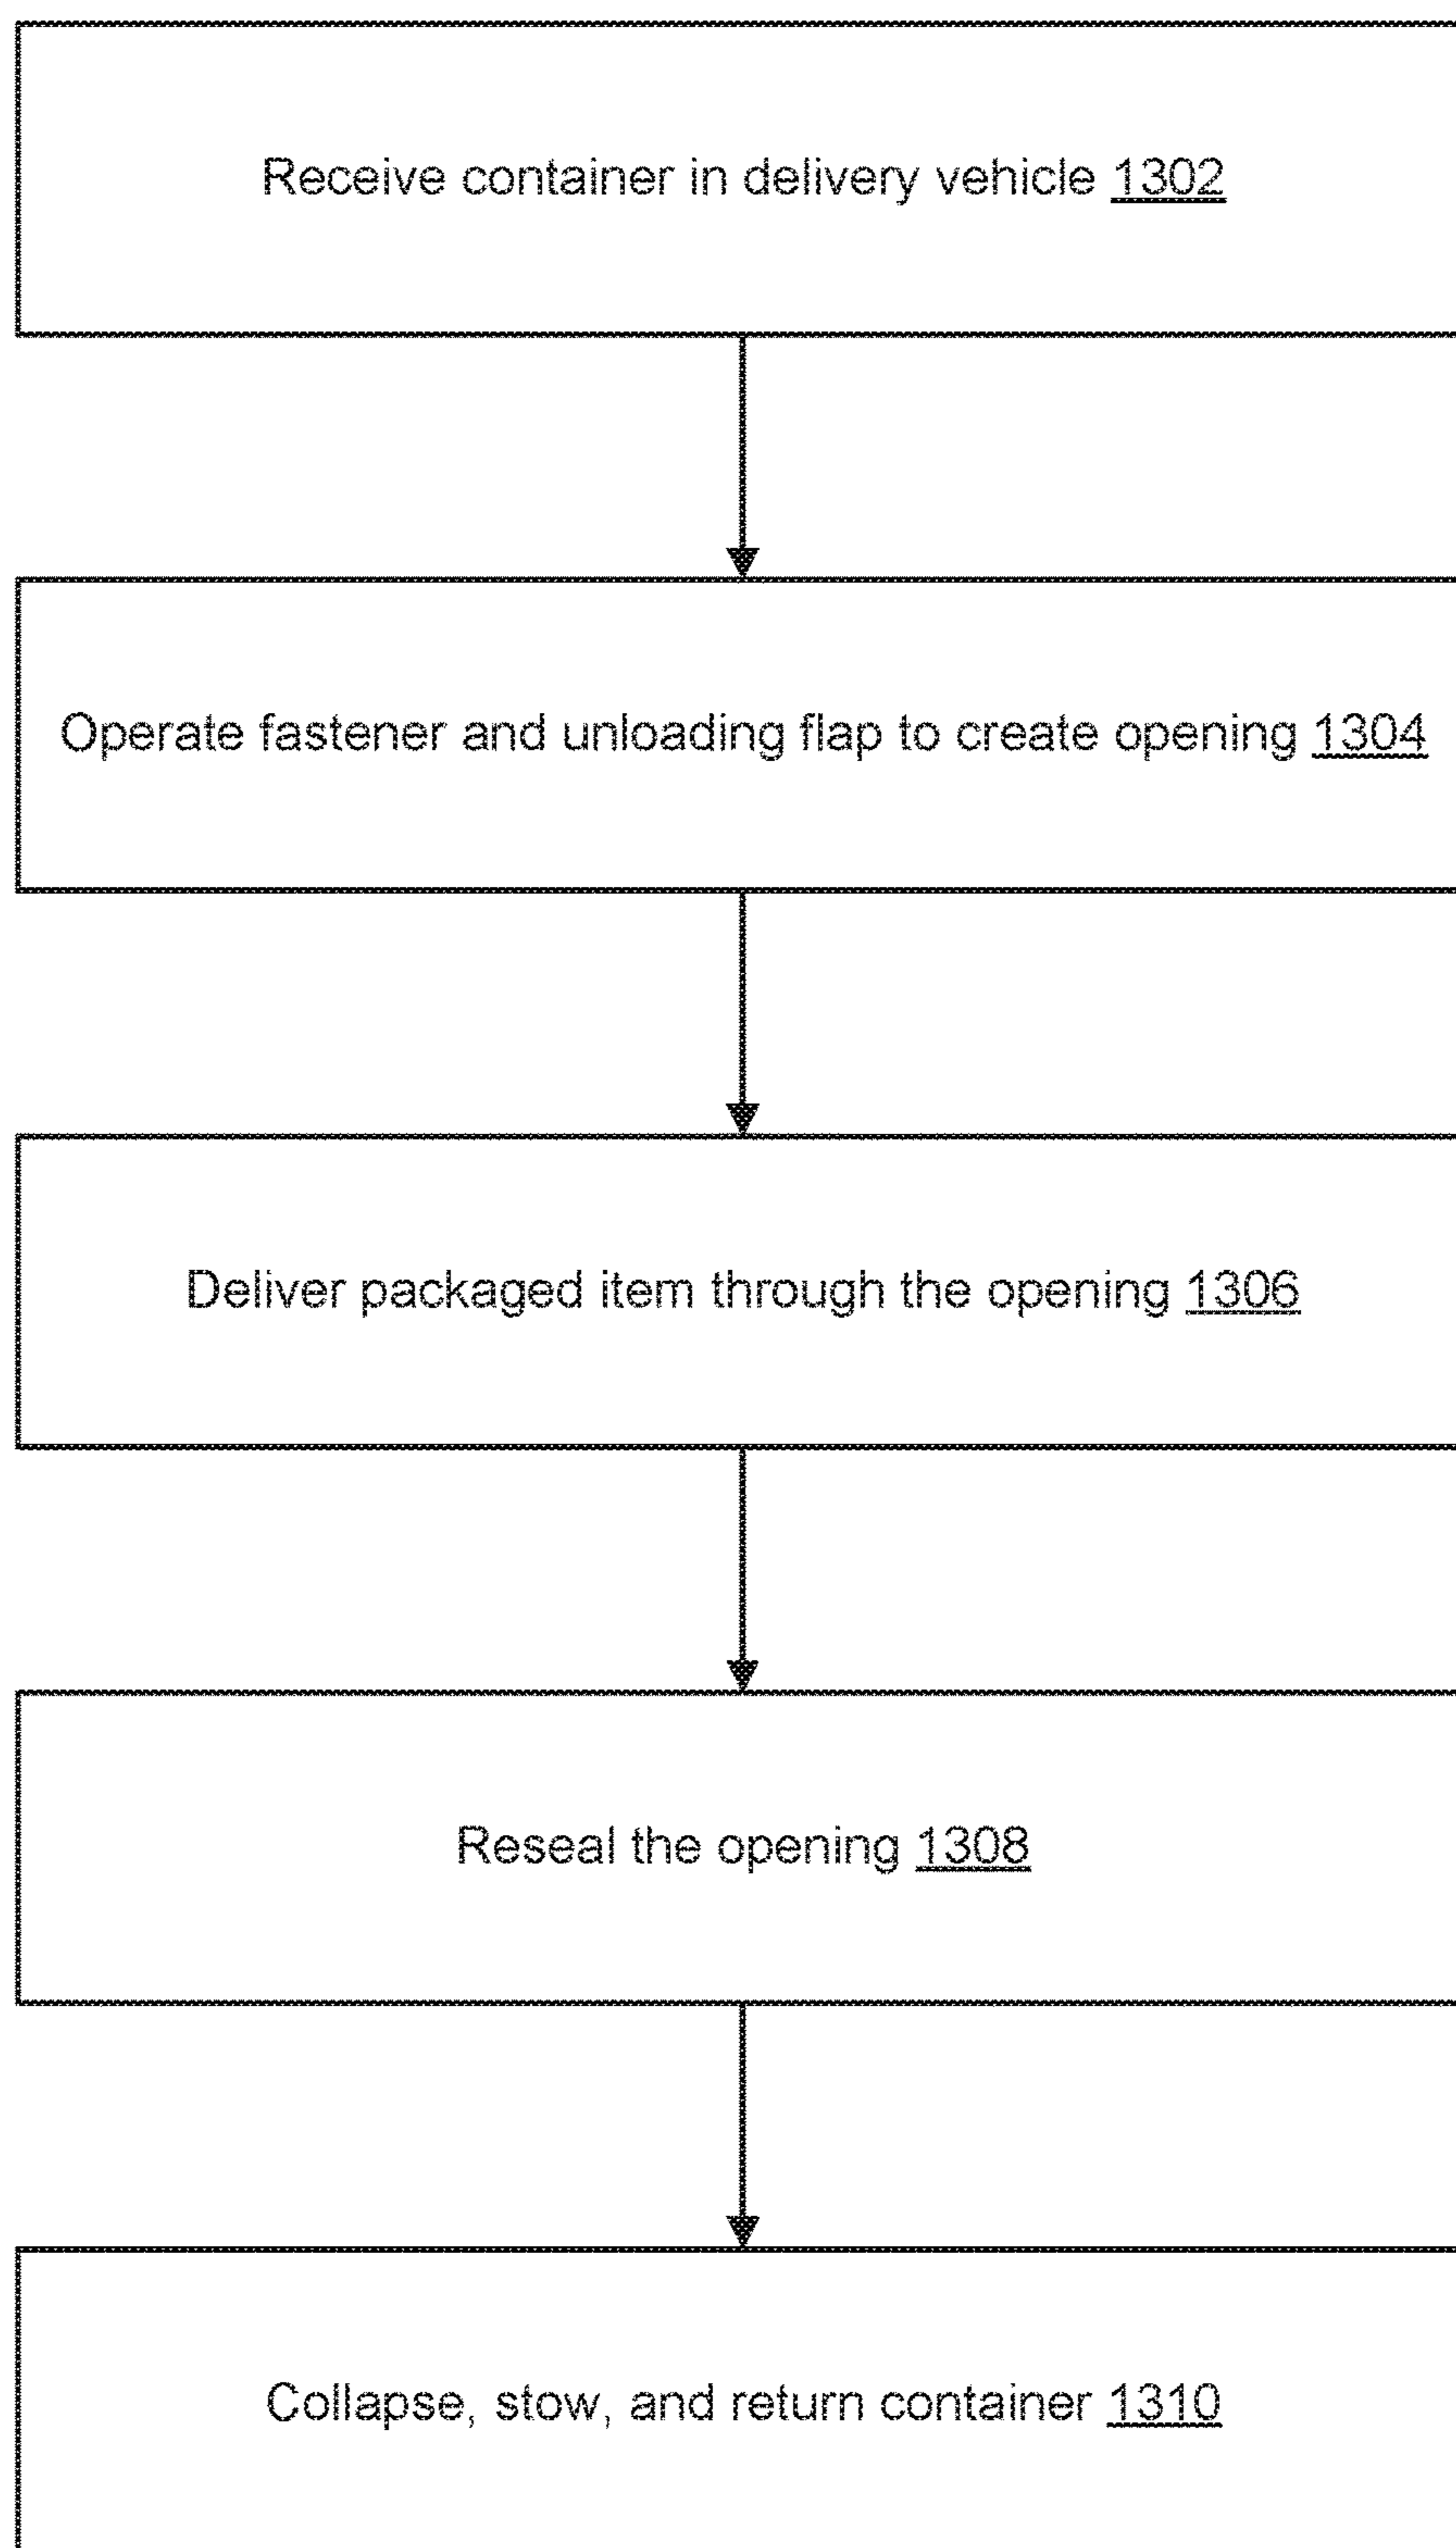 Receive container in delivery vehicle 1302
Operate fastener and unloading flap to create opening 1304
Deliver packaged item through the opening 1306
Reseal the opening 1308
Collapse, stow, and return container 1310